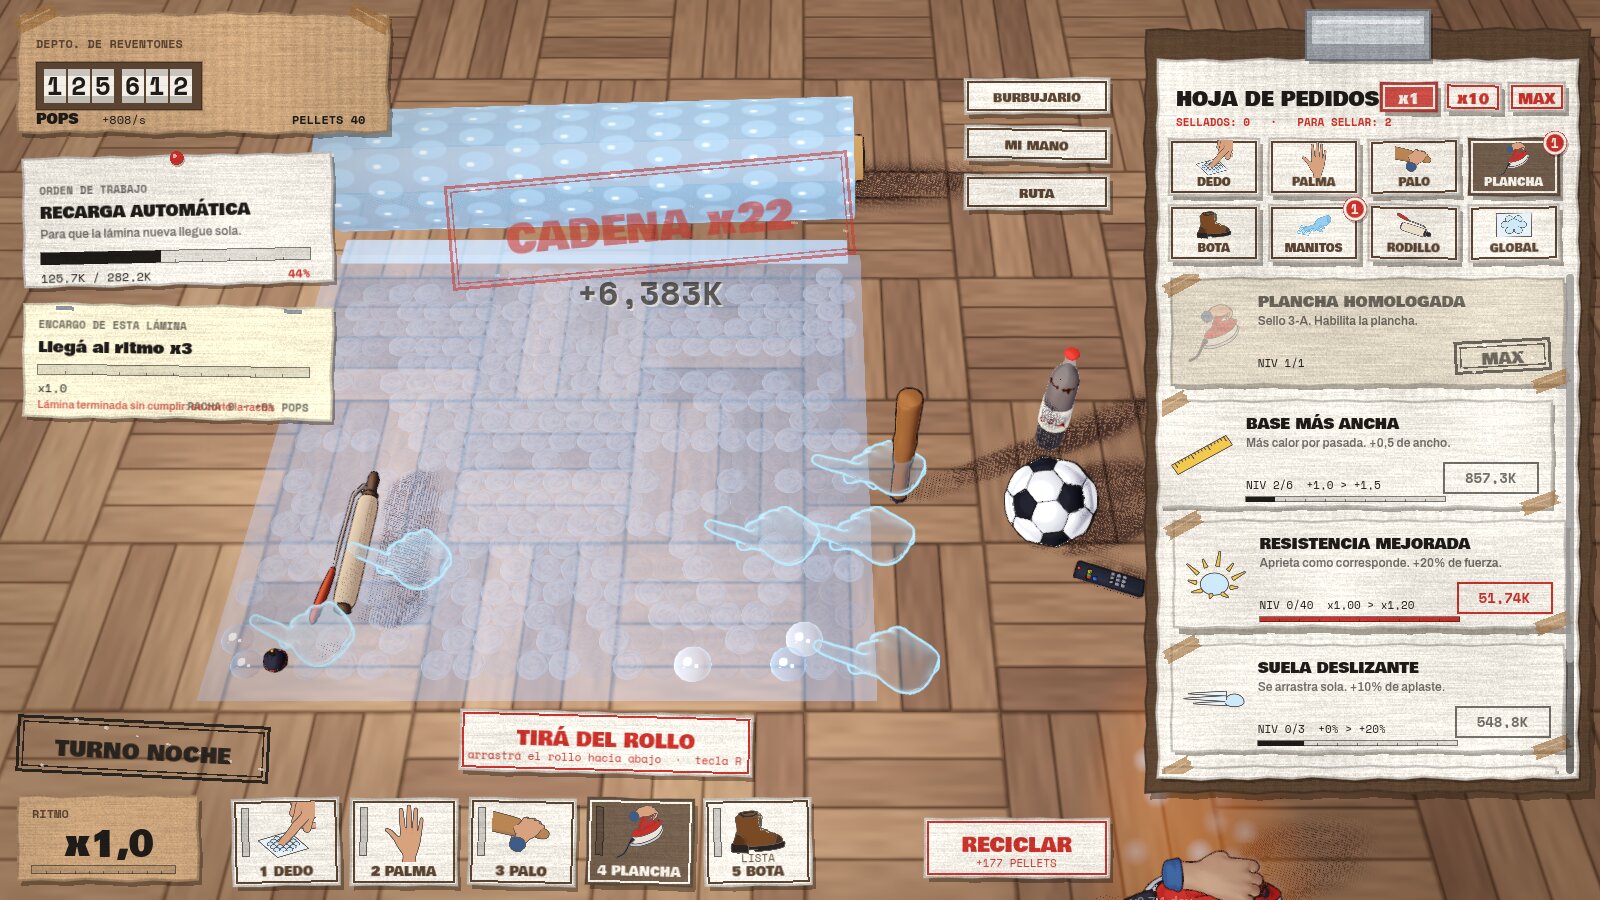 DEPTO. DE REVENTONES
125 612
POPS +808/s PELLETS 40
ORDEN DE TRABAJO
RECARGA AUTOMÁTICA
Para que la lámina nueva llegue sola.
125.7K / 282.2K 44%
ENCARGO DE ESTA LÁMINA
Llegá al ritmo x3
x1.0
Lámina terminada sin cumplir:
POPS
CADENA x22
+6,383K
BURBUJARIO
MI MANO
RUTA
HOJA DE PEDIDOS x1 x10 MAX
SELLADOS: 0 · PARA SELLAR: 2
DEDO PALMA PALO PLANCHA 1
BOTA MANITOS 1 RODILLO GLOBAL
PLANCHA HOMOLOGADA
Sello 3-A. Habilita la plancha.
NIV 1/1 MAX
BASE MÁS ANCHA
Más calor por pasada. +0,5 de ancho.
NIV 2/6 +1.0 > +1.5 857,3K
RESISTENCIA MEJORADA
Aprieta como corresponde. +20% de fuerza.
NIV 0/40 x1,00 > x1,20 51,74K
SUELA DESLIZANTE
Se arrastra sola. +10% de aplaste.
NIV 0/3 +0% > +20% 548,8K
TURNO NOCHE
TIRÁ DEL ROLLO
arrastrá el rollo hacia abajo · tecla R
RITMO
x1,0
1 DEDO
2 PALMA
3 PALO
4 PLANCHA
LISTA
5 BOTA
RECICLAR
+177 PELLETS